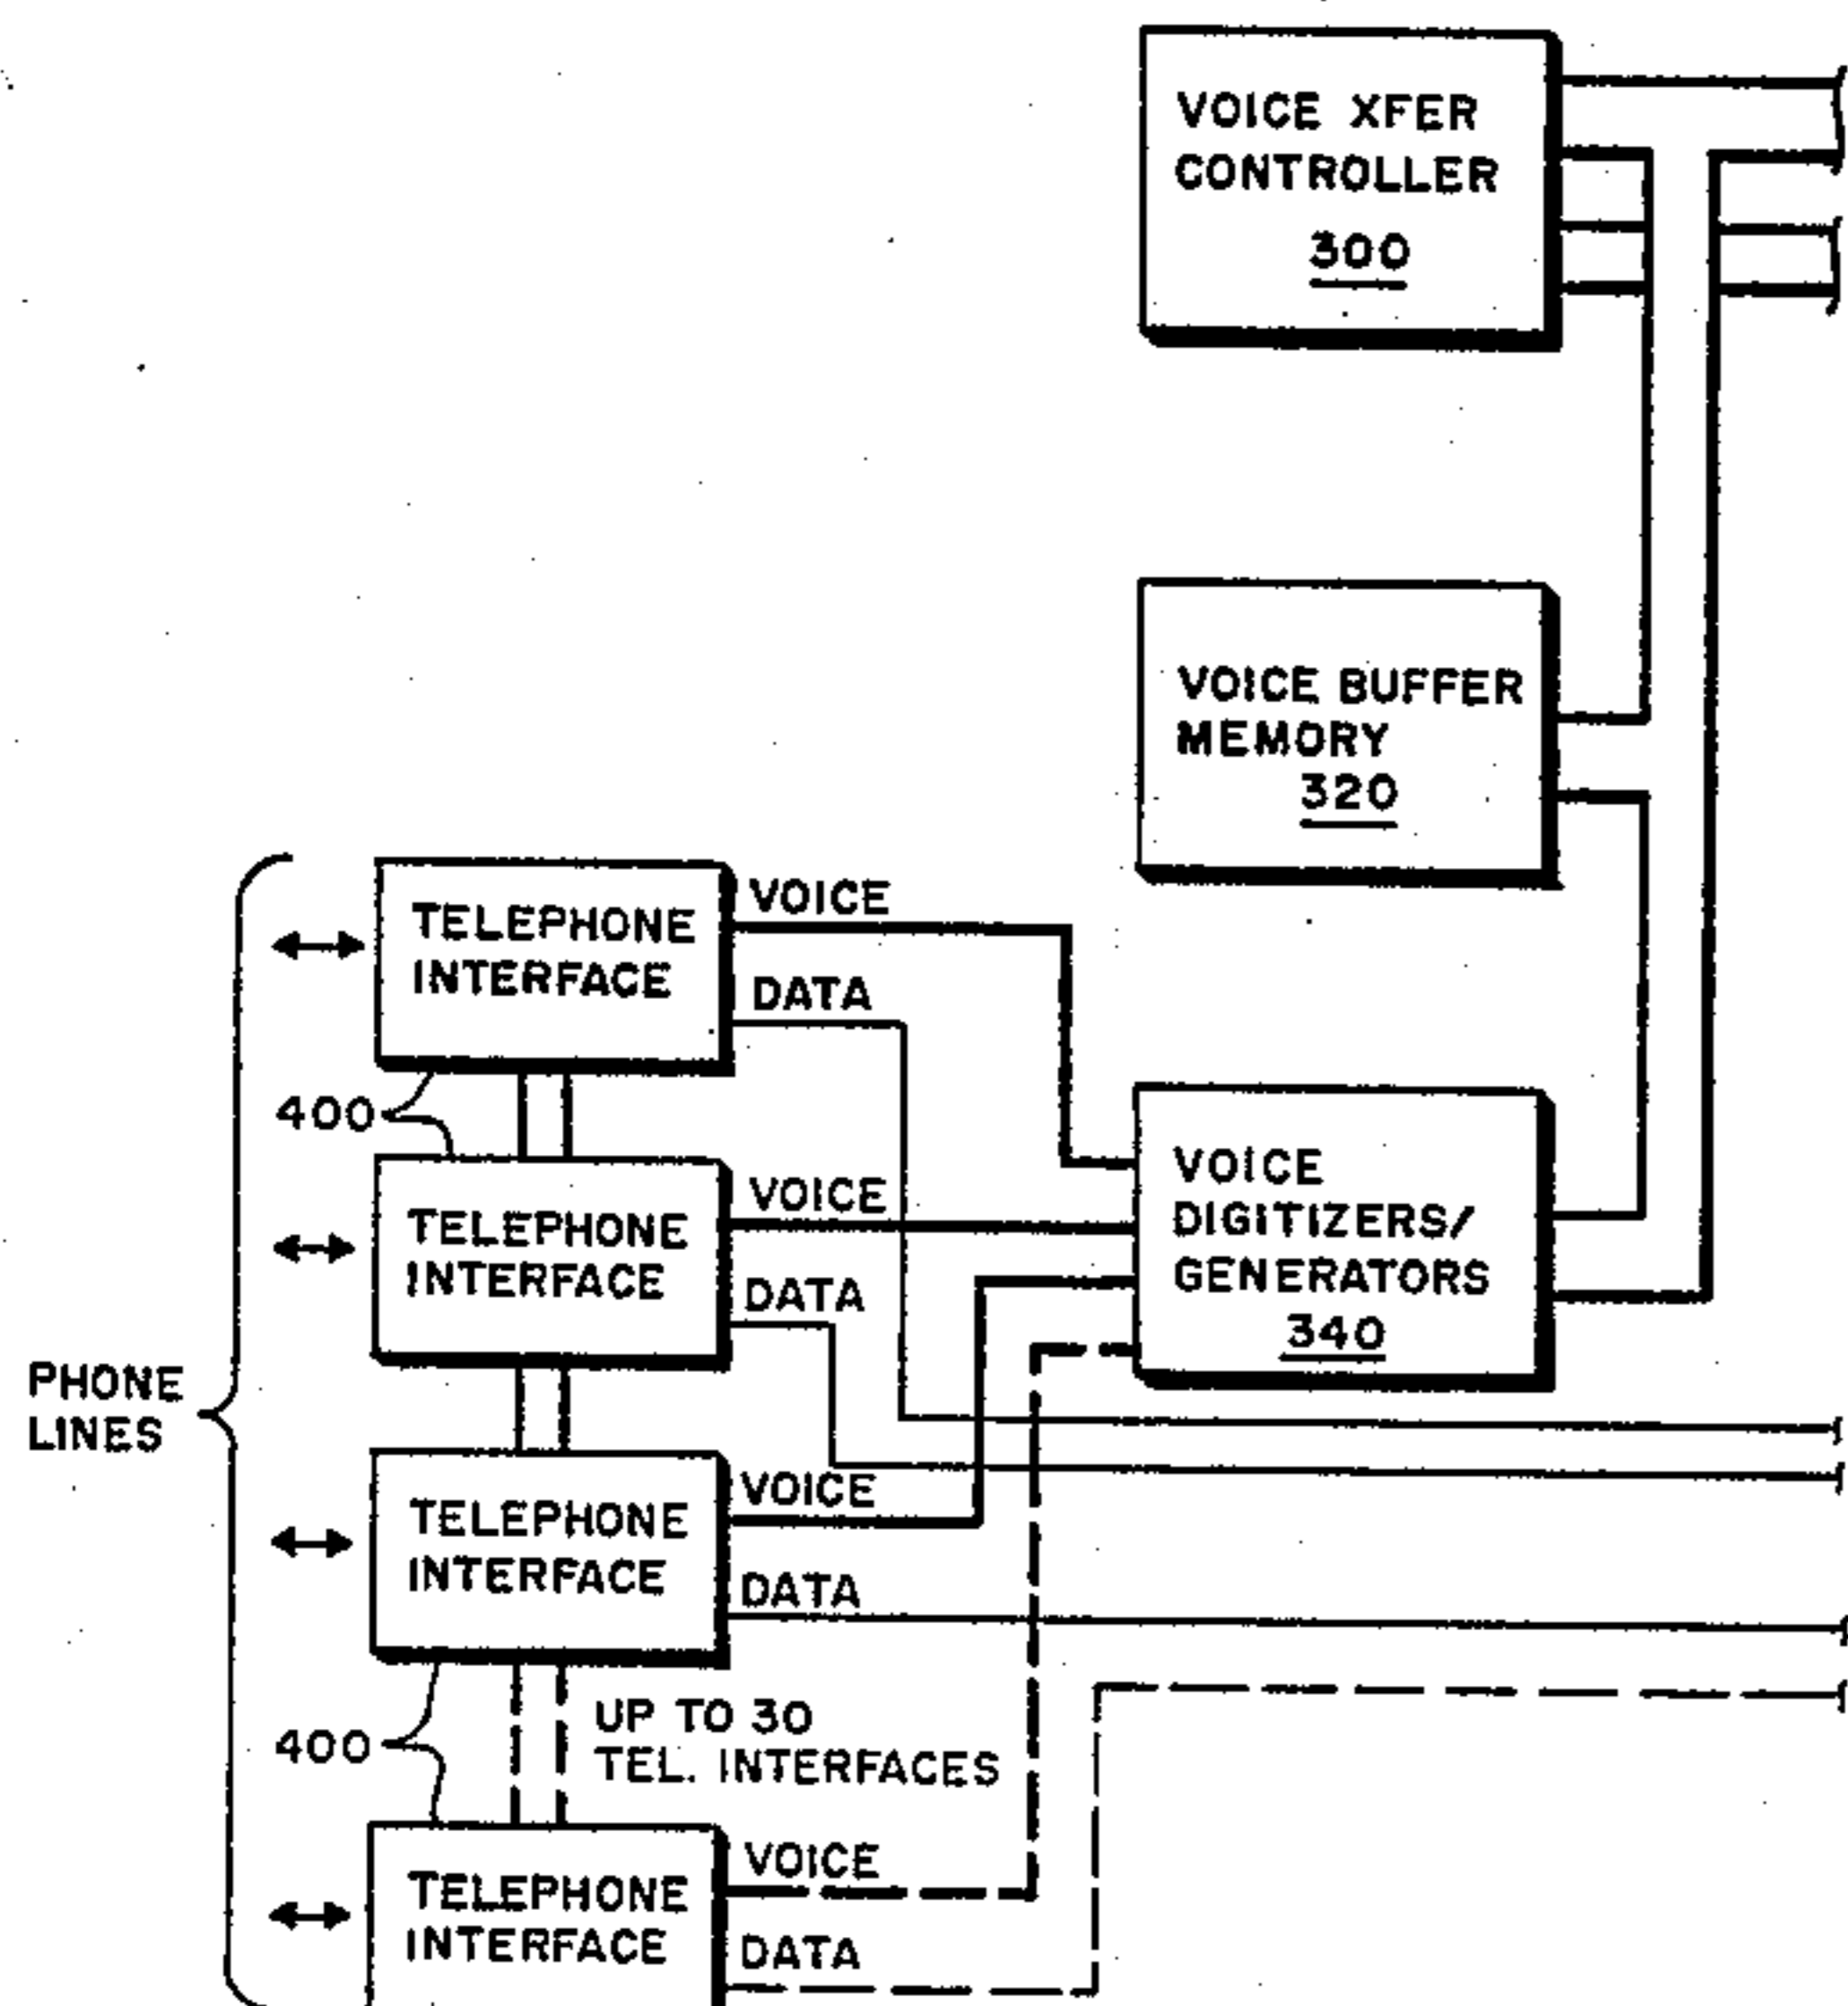 VOICE XFER
CONTROLLER
300
VOICE BUFFER
MEMORY
320
TELEPHONE
INTERFACE
VOICE
DATA
400
TELEPHONE
INTERFACE
VOICE
DATA
VOICE
DIGITIZERS/
GENERATORS
340
PHONE
LINES
TELEPHONE
INTERFACE
VOICE
DATA
400
UP TO 30
TEL. INTERFACES
TELEPHONE
INTERFACE
VOICE
DATA